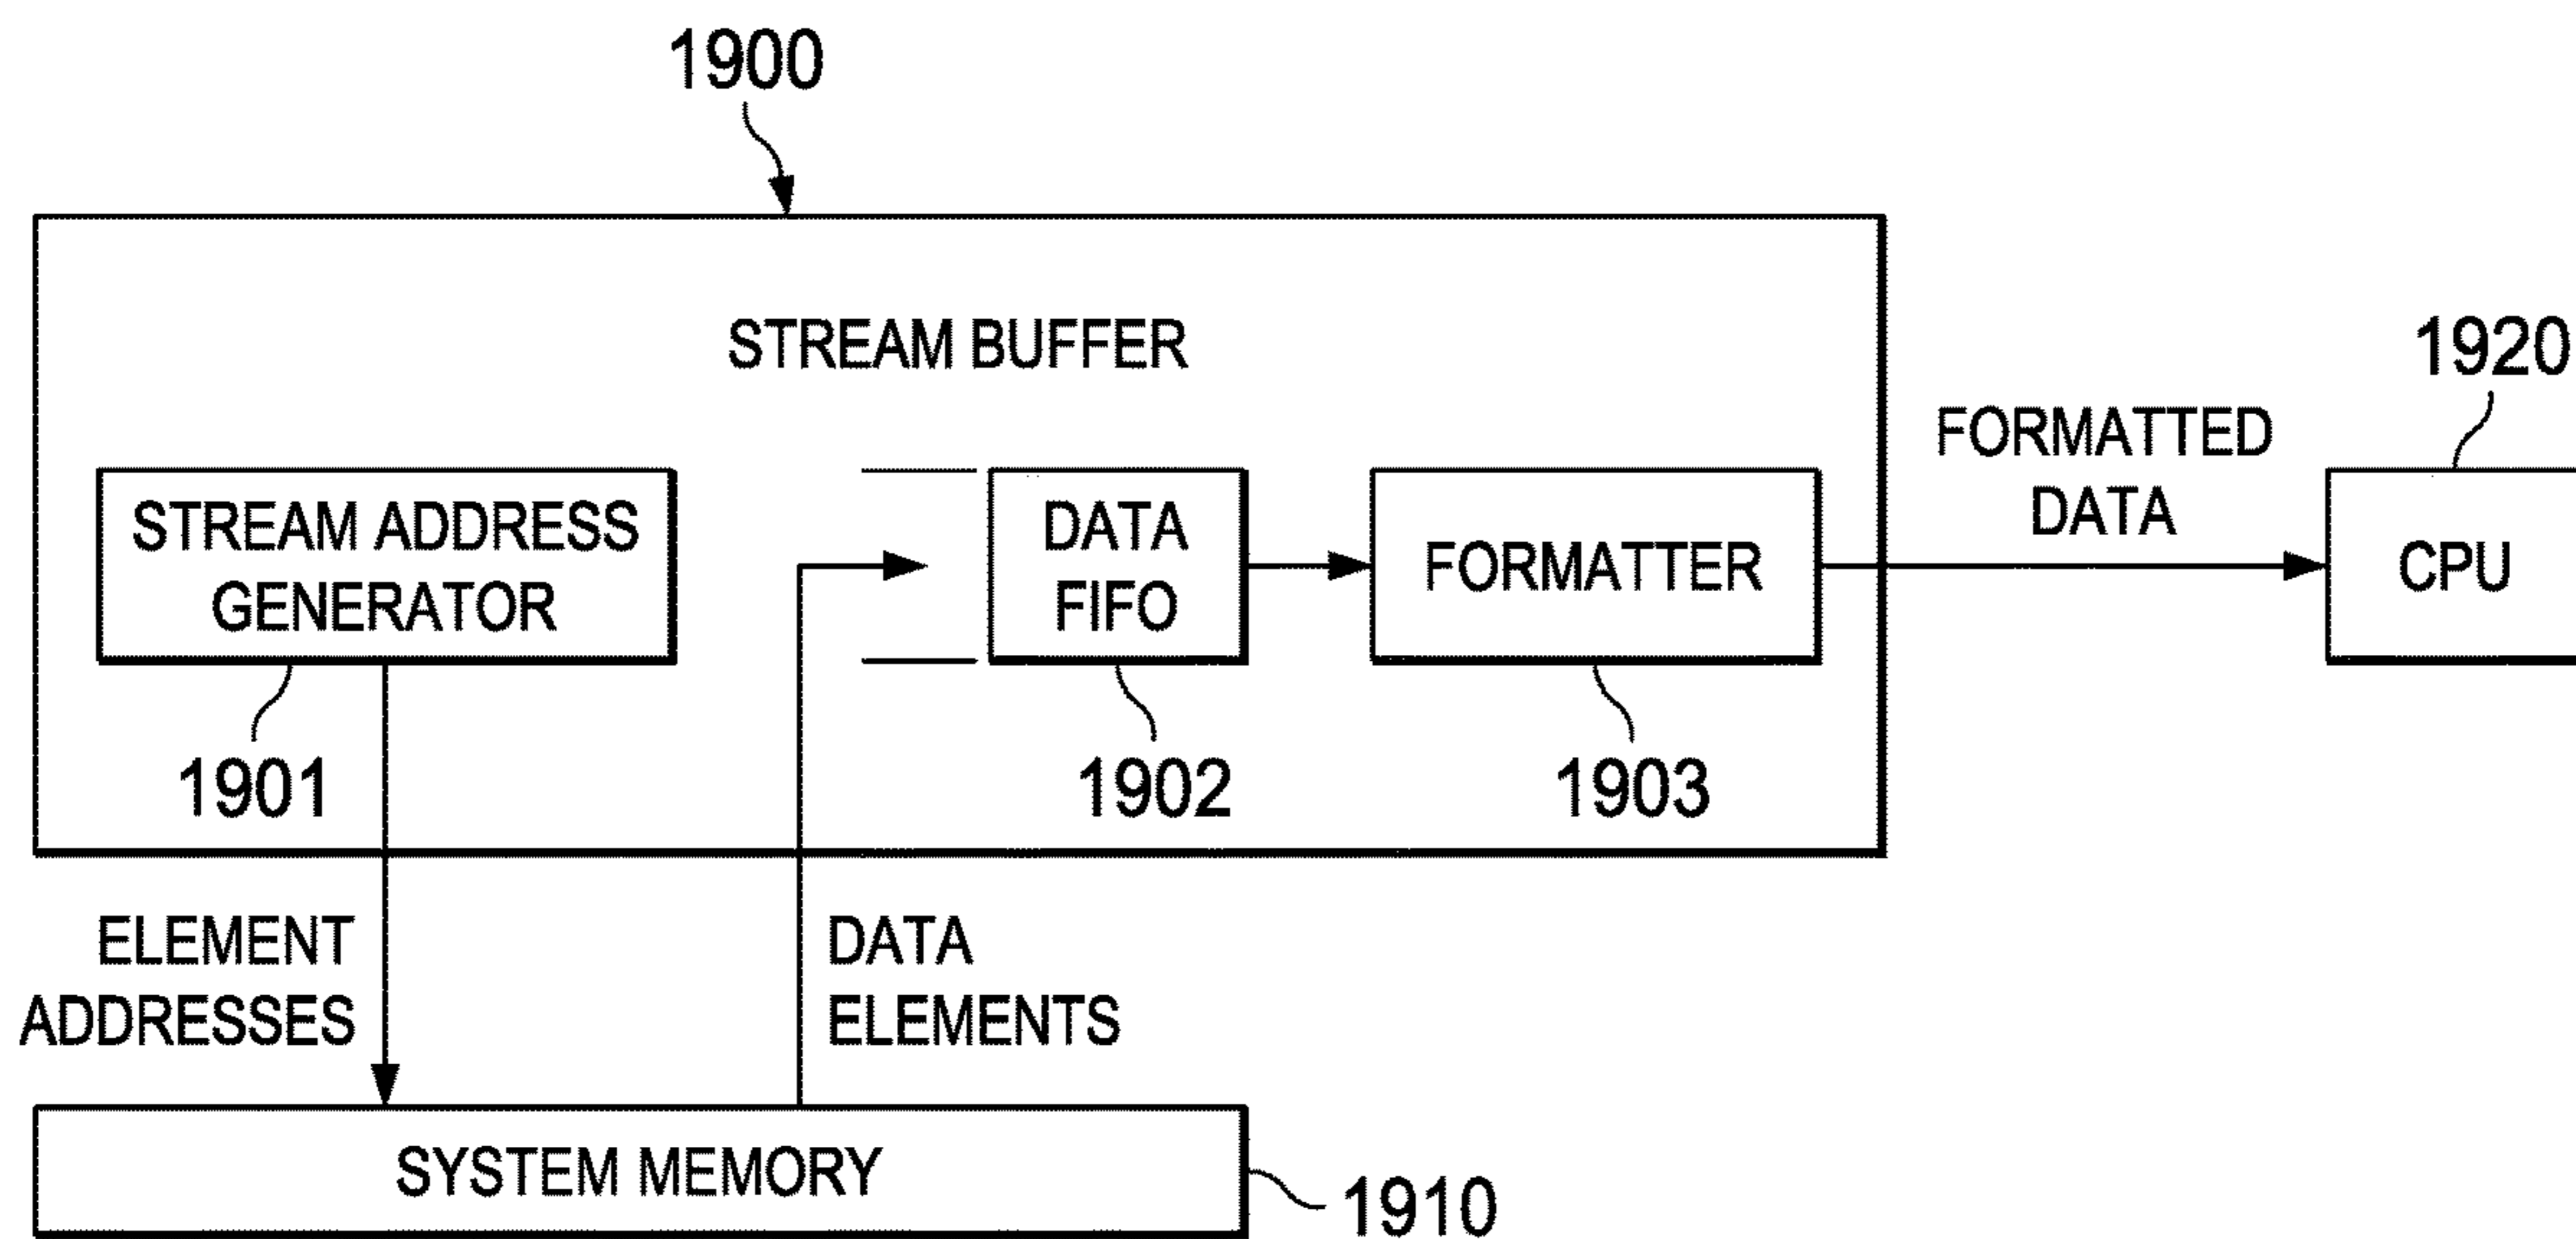 1900
STREAM BUFFER
1920
FORMATTED
DATA
STREAM ADDRESS
GENERATOR
DATA
FIFO
FORMATTER
CPU
1901
1902
1903
ELEMENT
ADDRESSES
DATA
ELEMENTS
SYSTEM MEMORY
1910